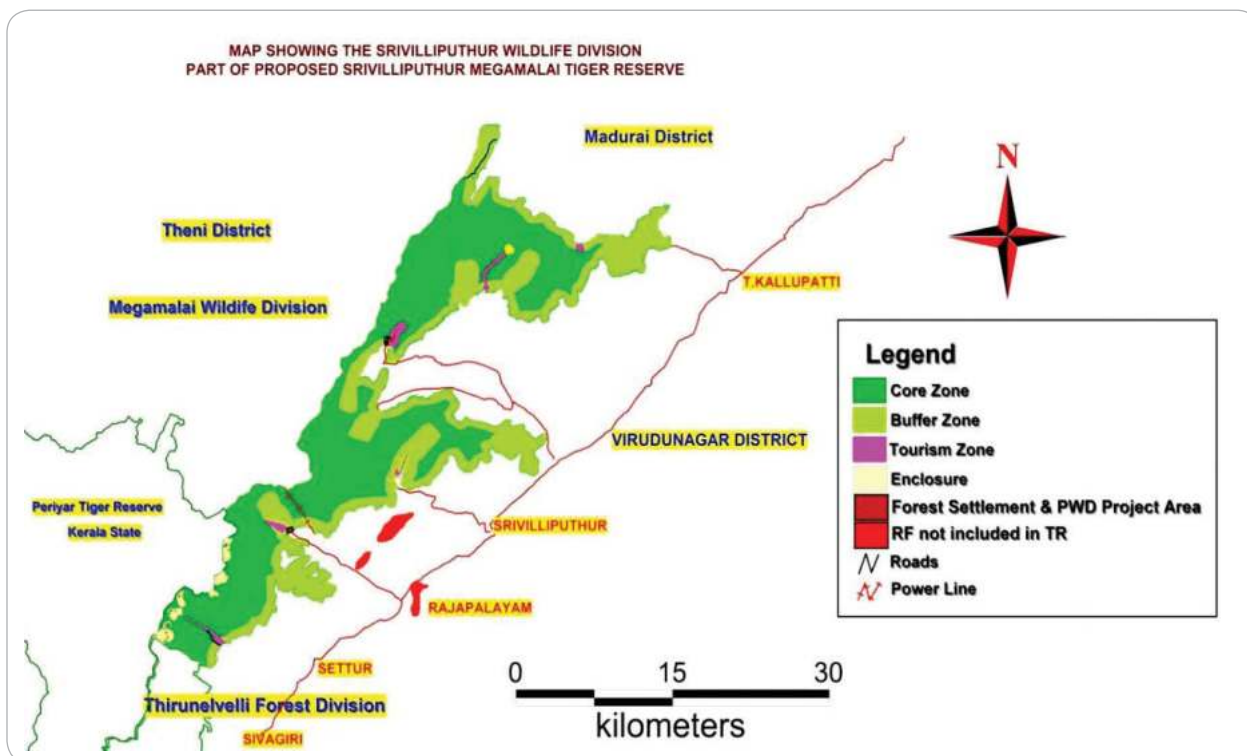 MAP SHOWING THE SRIVILLIPUTHUR WILDLIFE DIVISION
PART OF PROPOSED SRIVILLIPUTHUR MEGAMALAI TIGER RESERVE
Madurai District
N
Theni District
T.KALLUPATTI
Megamalai Wildife Division
Legend
Core Zone
Buffer Zone
Tourism Zone
Enclosure
Forest Settlement & PWD Project Area
RF not included in TR
Roads
Power Line
VIRUDUNAGAR DISTRICT
Periyar Tiger Reserve
Kerala State
SRIVILLIPUTHUR
RAJAPALAYAM
SETTUR
Thirunelvelli Forest Division
SIVAGIRI
0 15 30
kilometers